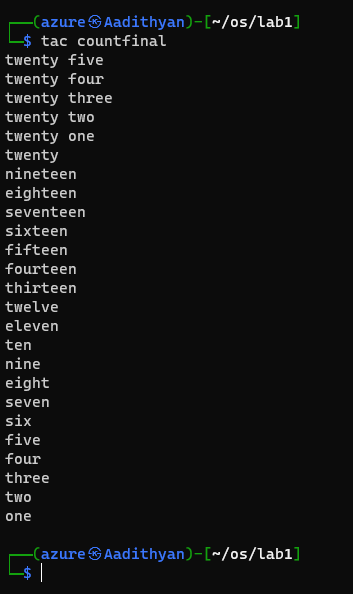 ┌──(azure㉿Aadithyan)-[~/os/lab1]
└─$ tac countfinal
twenty five
twenty four
twenty three
twenty two
twenty one
twenty
nineteen
eighteen
seventeen
sixteen
fifteen
fourteen
thirteen
twelve
eleven
ten
nine
eight
seven
six
five
four
three
two
one
┌──(azure㉿Aadithyan)-[~/os/lab1]
└─$